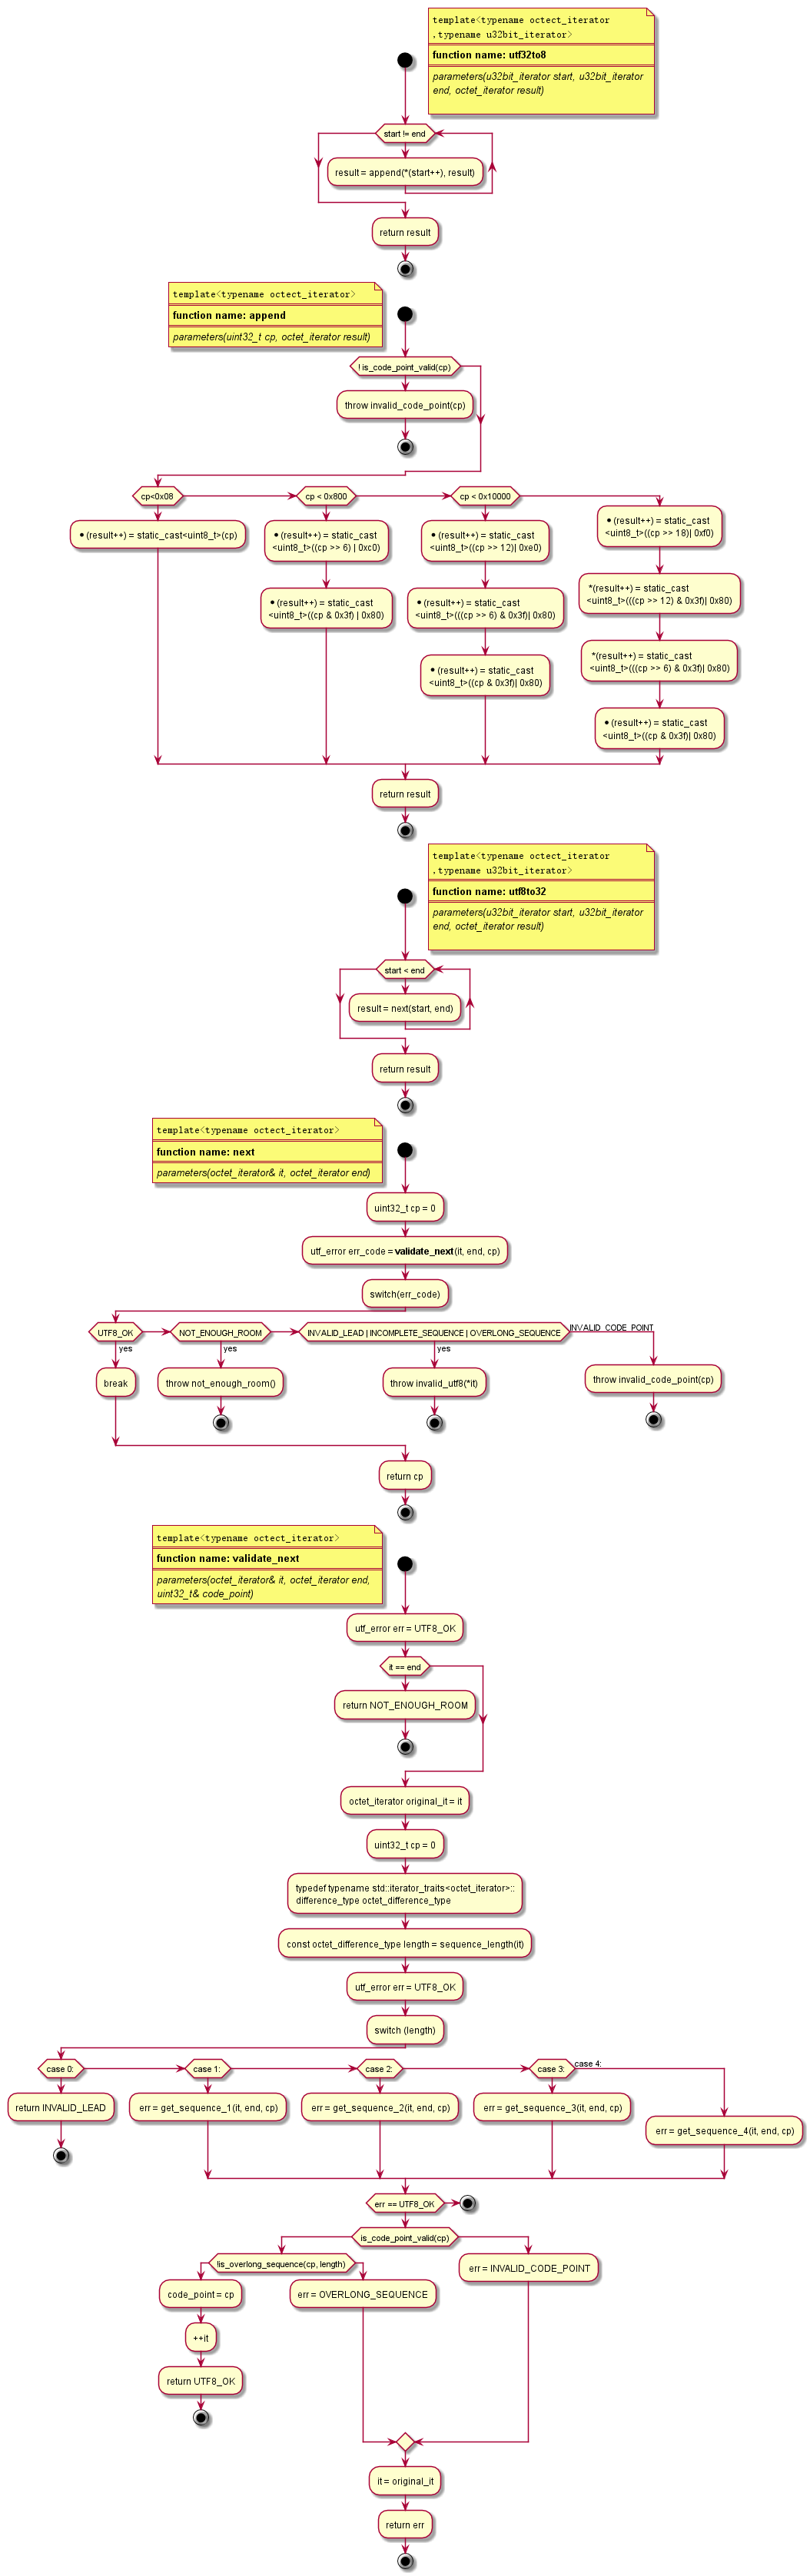 template<typename octect_iterator
,typename u32bit_iterator>
function name: utf32to8
parameters(u32bit_iterator start, u32bit_iterator
end, octet_iterator result)
start != end
result = append(*(start++), result)
return result
template<typename octect_iterator>
function name: append
parameters(uint32_t cp, octet_iterator result)
! is_code_point_valid(cp)
throw invalid_code_point(cp)
cp<0x08
cp < 0x800
cp < 0x10000
•(result++) = static_cast<uint8_t>(cp)
•(result++) = static_cast
<uint8_t>((cp >> 6) | 0xc0)
•(result++) = static_cast
<uint8_t>((cp & 0x3f) | 0x80)
•(result++) = static_cast
<uint8_t>((cp >> 12)| 0xe0)
•(result++) = static_cast
<uint8_t>(((cp >> 6) & 0x3f)| 0x80)
•(result++) = static_cast
<uint8_t>((cp & 0x3f)| 0x80)
•(result++) = static_cast
<uint8_t>((cp >> 18)| 0xf0)
*(result++) = static_cast
<uint8_t>(((cp >> 12) & 0x3f)| 0x80)
*(result++) = static_cast
<uint8_t>(((cp >> 6) & 0x3f)| 0x80)
•(result++) = static_cast
<uint8_t>((cp & 0x3f)| 0x80)
return result
template<typename octect_iterator
,typename u32bit_iterator>
function name: utf8to32
parameters(u32bit_iterator start, u32bit_iterator
end, octet_iterator result)
start < end
result = next(start, end)
return result
template<typename octect_iterator>
function name: next
parameters(octet_iterator& it, octet_iterator end)
uint32_t cp = 0
utf_error err_code = validate_next(it, end, cp)
switch(err_code)
UTF8_OK
yes
break
NOT_ENOUGH_ROOM
yes
throw not_enough_room()
INVALID_LEAD | INCOMPLETE_SEQUENCE | OVERLONG_SEQUENCE
yes
throw invalid_utf8(*it)
INVALID_CODE_POINT
throw invalid_code_point(cp)
return cp
template<typename octect_iterator>
function name: validate_next
parameters(octet_iterator& it, octet_iterator end,
uint32_t& code_point)
utf_error err = UTF8_OK
it == end
return NOT_ENOUGH_ROOM
octet_iterator original_it = it
uint32_t cp = 0
typedef typename std::iterator_traits<octet_iterator>::
difference_type octet_difference_type
const octet_difference_type length = sequence_length(it)
utf_error err = UTF8_OK
switch (length)
case 0:
return INVALID_LEAD
case 1:
err = get_sequence_1(it, end, cp)
case 2:
err = get_sequence_2(it, end, cp)
case 3:
err = get_sequence_3(it, end, cp)
case 4:
err = get_sequence_4(it, end, cp)
err == UTF8_OK
is_code_point_valid(cp)
!is_overlong_sequence(cp, length)
code_point = cp
++it
return UTF8_OK
err = OVERLONG_SEQUENCE
err = INVALID_CODE_POINT
it = original_it
return err